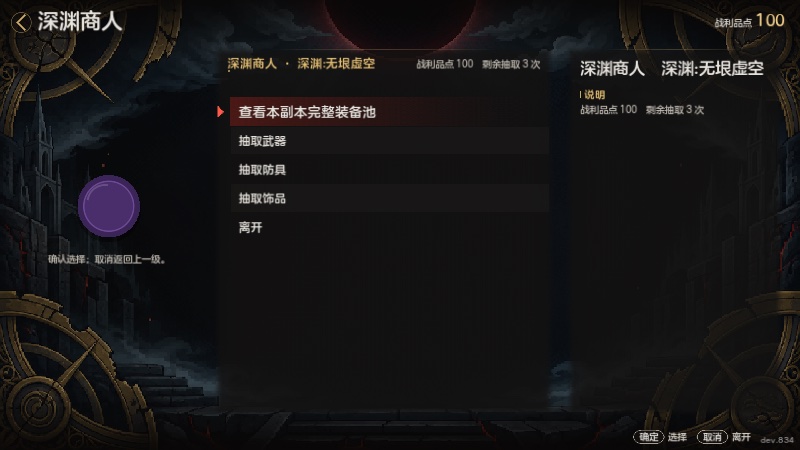 深渊商人
战利品点 100
深渊商人 · 深渊:无垠虚空
战利品点 100 剩余抽取 3 次
查看本副本完整装备池
抽取武器
抽取防具
抽取饰品
离开
确认选择；取消返回上一级。
深渊商人 深渊:无垠虚空
说明
战利品点 100 剩余抽取 3 次
确定 选择 取消 离开
dev.834